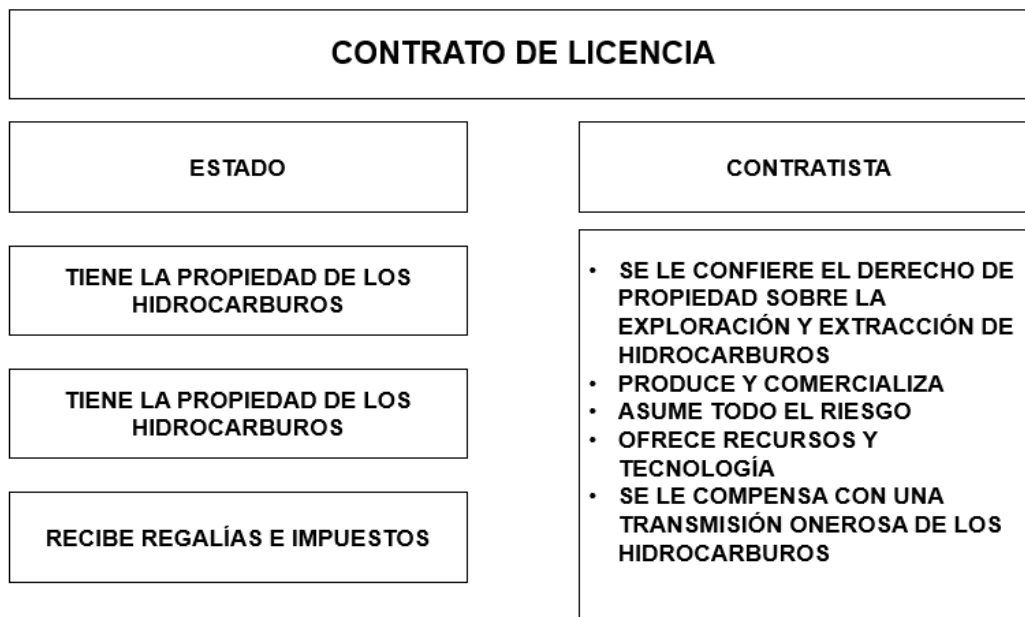 CONTRATO DE LICENCIA
ESTADO
TIENE LA PROPIEDAD DE LOS
HIDROCARBUROS
TIENE LA PROPIEDAD DE LOS
HIDROCARBUROS
RECIBE REGALÍAS E IMPUESTOS
CONTRATISTA
• SE LE CONFIERE EL DERECHO DE
PROPIEDAD SOBRE LA
EXPLORACIÓN Y EXTRACCIÓN DE
HIDROCARBUROS
• PRODUCE Y COMERCIALIZA
• ASUME TODO EL RIESGO
• OFRECE RECURSOS Y
TECNOLOGÍA
• SE LE COMPENSA CON UNA
TRANSMISIÓN ONEROSA DE LOS
HIDROCARBUROS